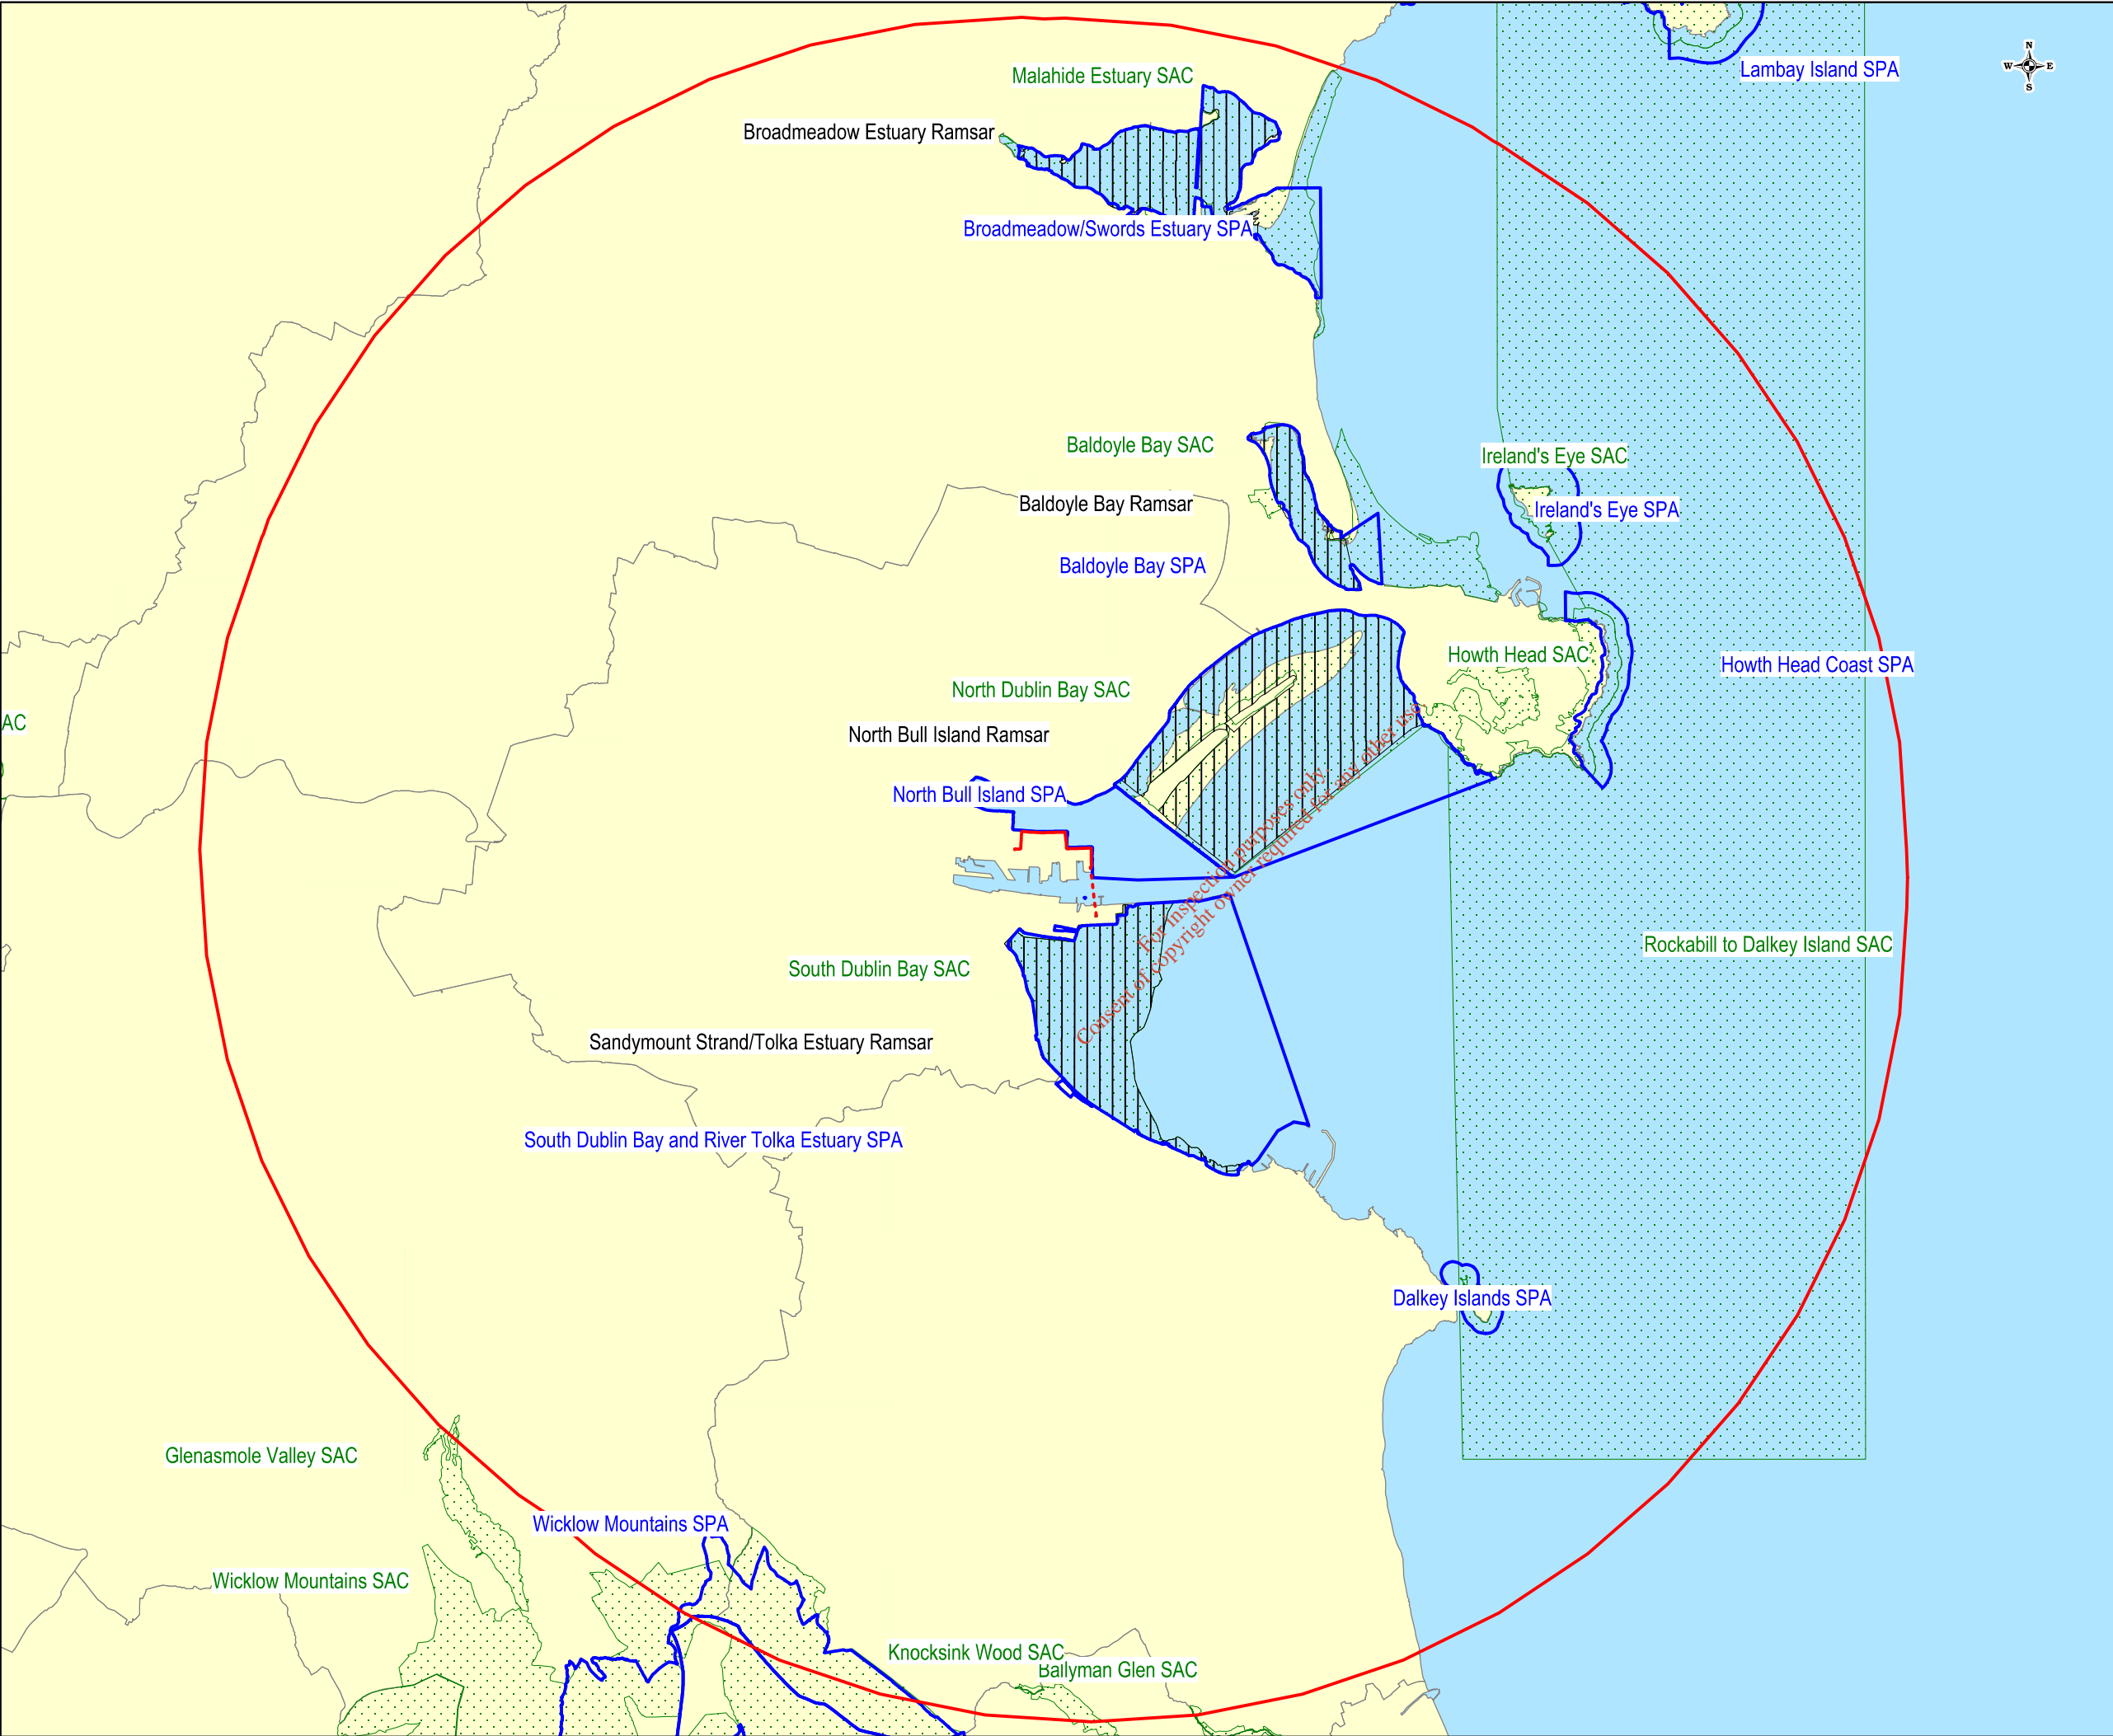 N
W E
S
Lambay Island SPA
Malahide Estuary SAC
Broadmeadow Estuary Ramsar
Broadmeadow/Swords Estuary SPA
Baldoyle Bay SAC
Ireland's Eye SAC
Baldoyle Bay Ramsar
Ireland's Eye SPA
Baldoyle Bay SPA
Howth Head SAC
Howth Head Coast SPA
North Dublin Bay SAC
AC
North Bull Island Ramsar
North Bull Island SPA
For inspection purposes only
Consent of copyright owner required for any other use
Rockabill to Dalkey Island SAC
South Dublin Bay SAC
Sandymount Strand/Tolka Estuary Ramsar
South Dublin Bay and River Tolka Estuary SPA
Dalkey Islands SPA
Glenasmole Valley SAC
Wicklow Mountains SPA
Wicklow Mountains SAC
Knocksink Wood SAC
Ballyman Glen SAC